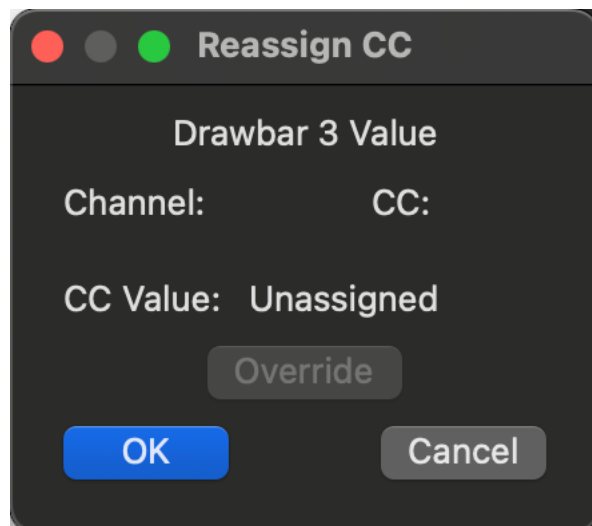 Reassign CC
Drawbar 3 Value
Channel: CC:
CC Value: Unassigned
Override
OK Cancel